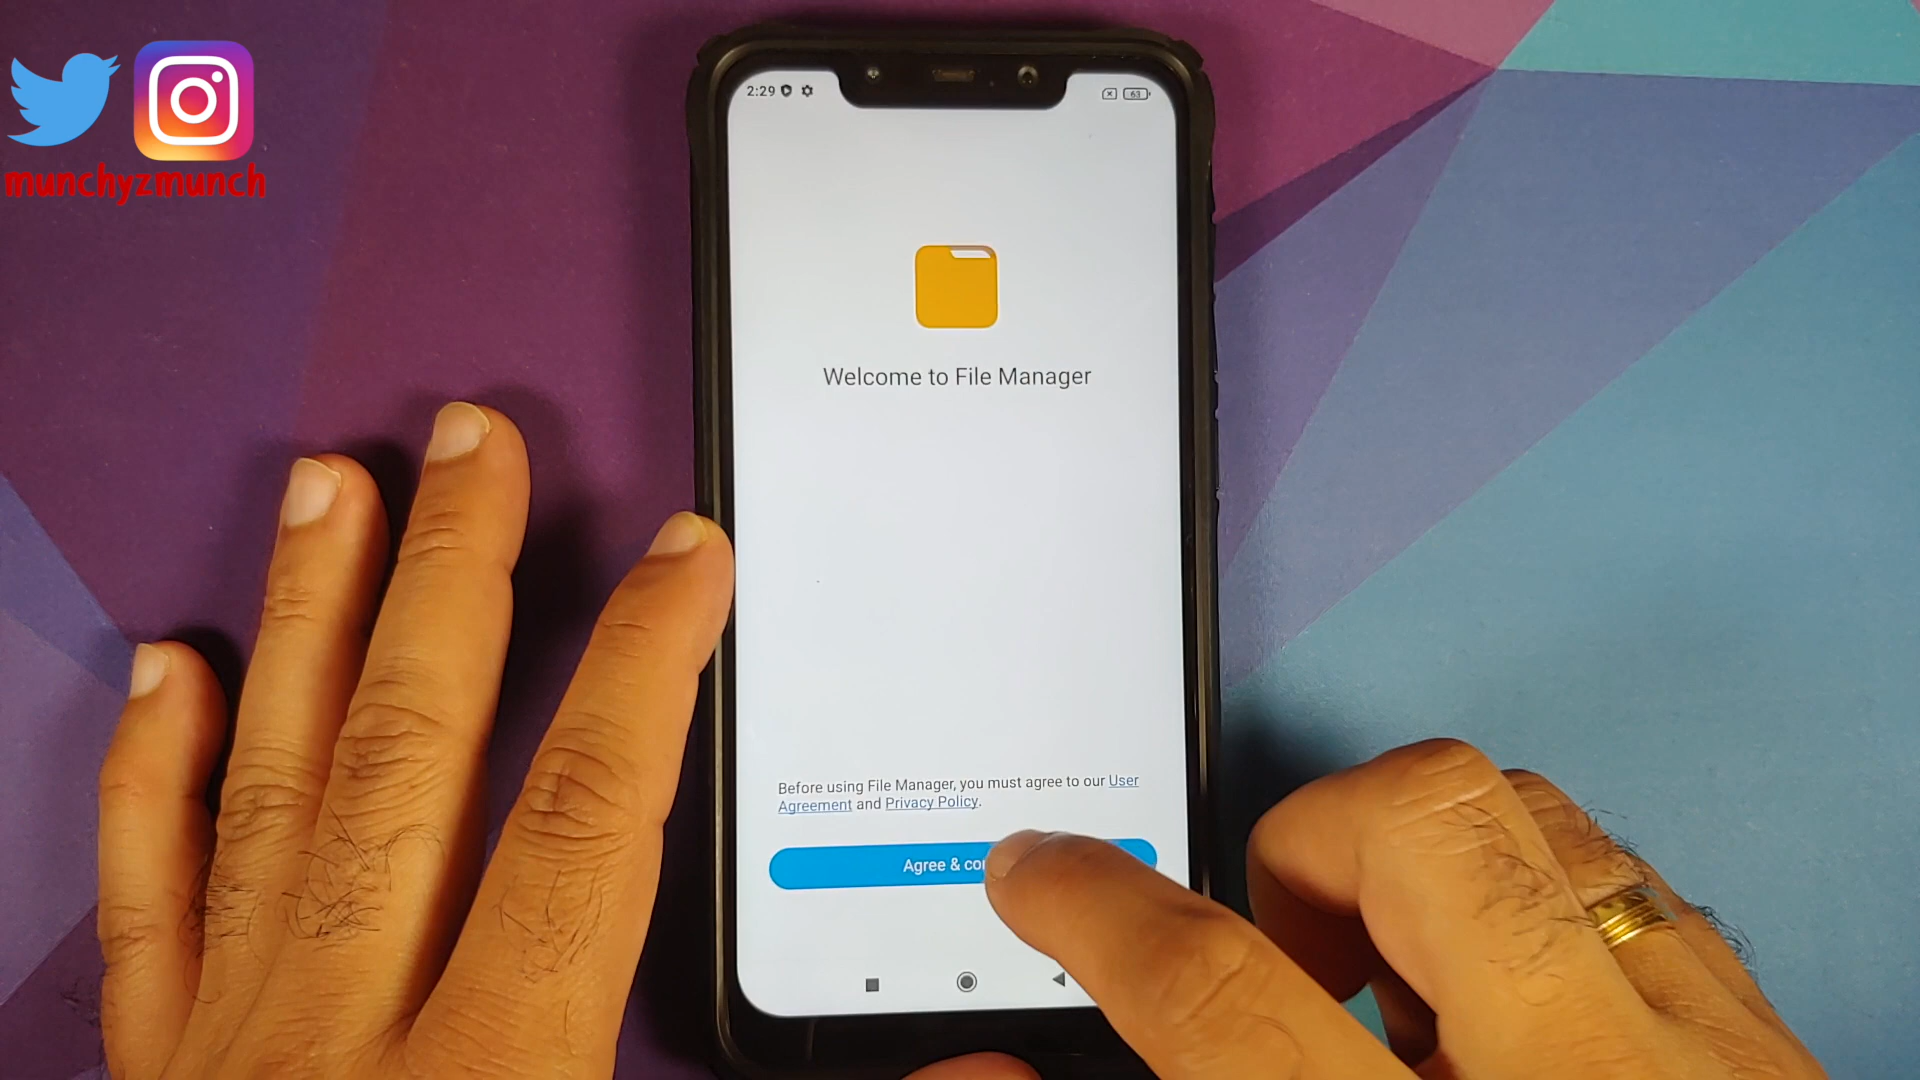 munchyzmunch
2:29
63
Welcome to File Manager
Before using File Manager, you must agree to our User
Agreement and Privacy Policy.
Agree &